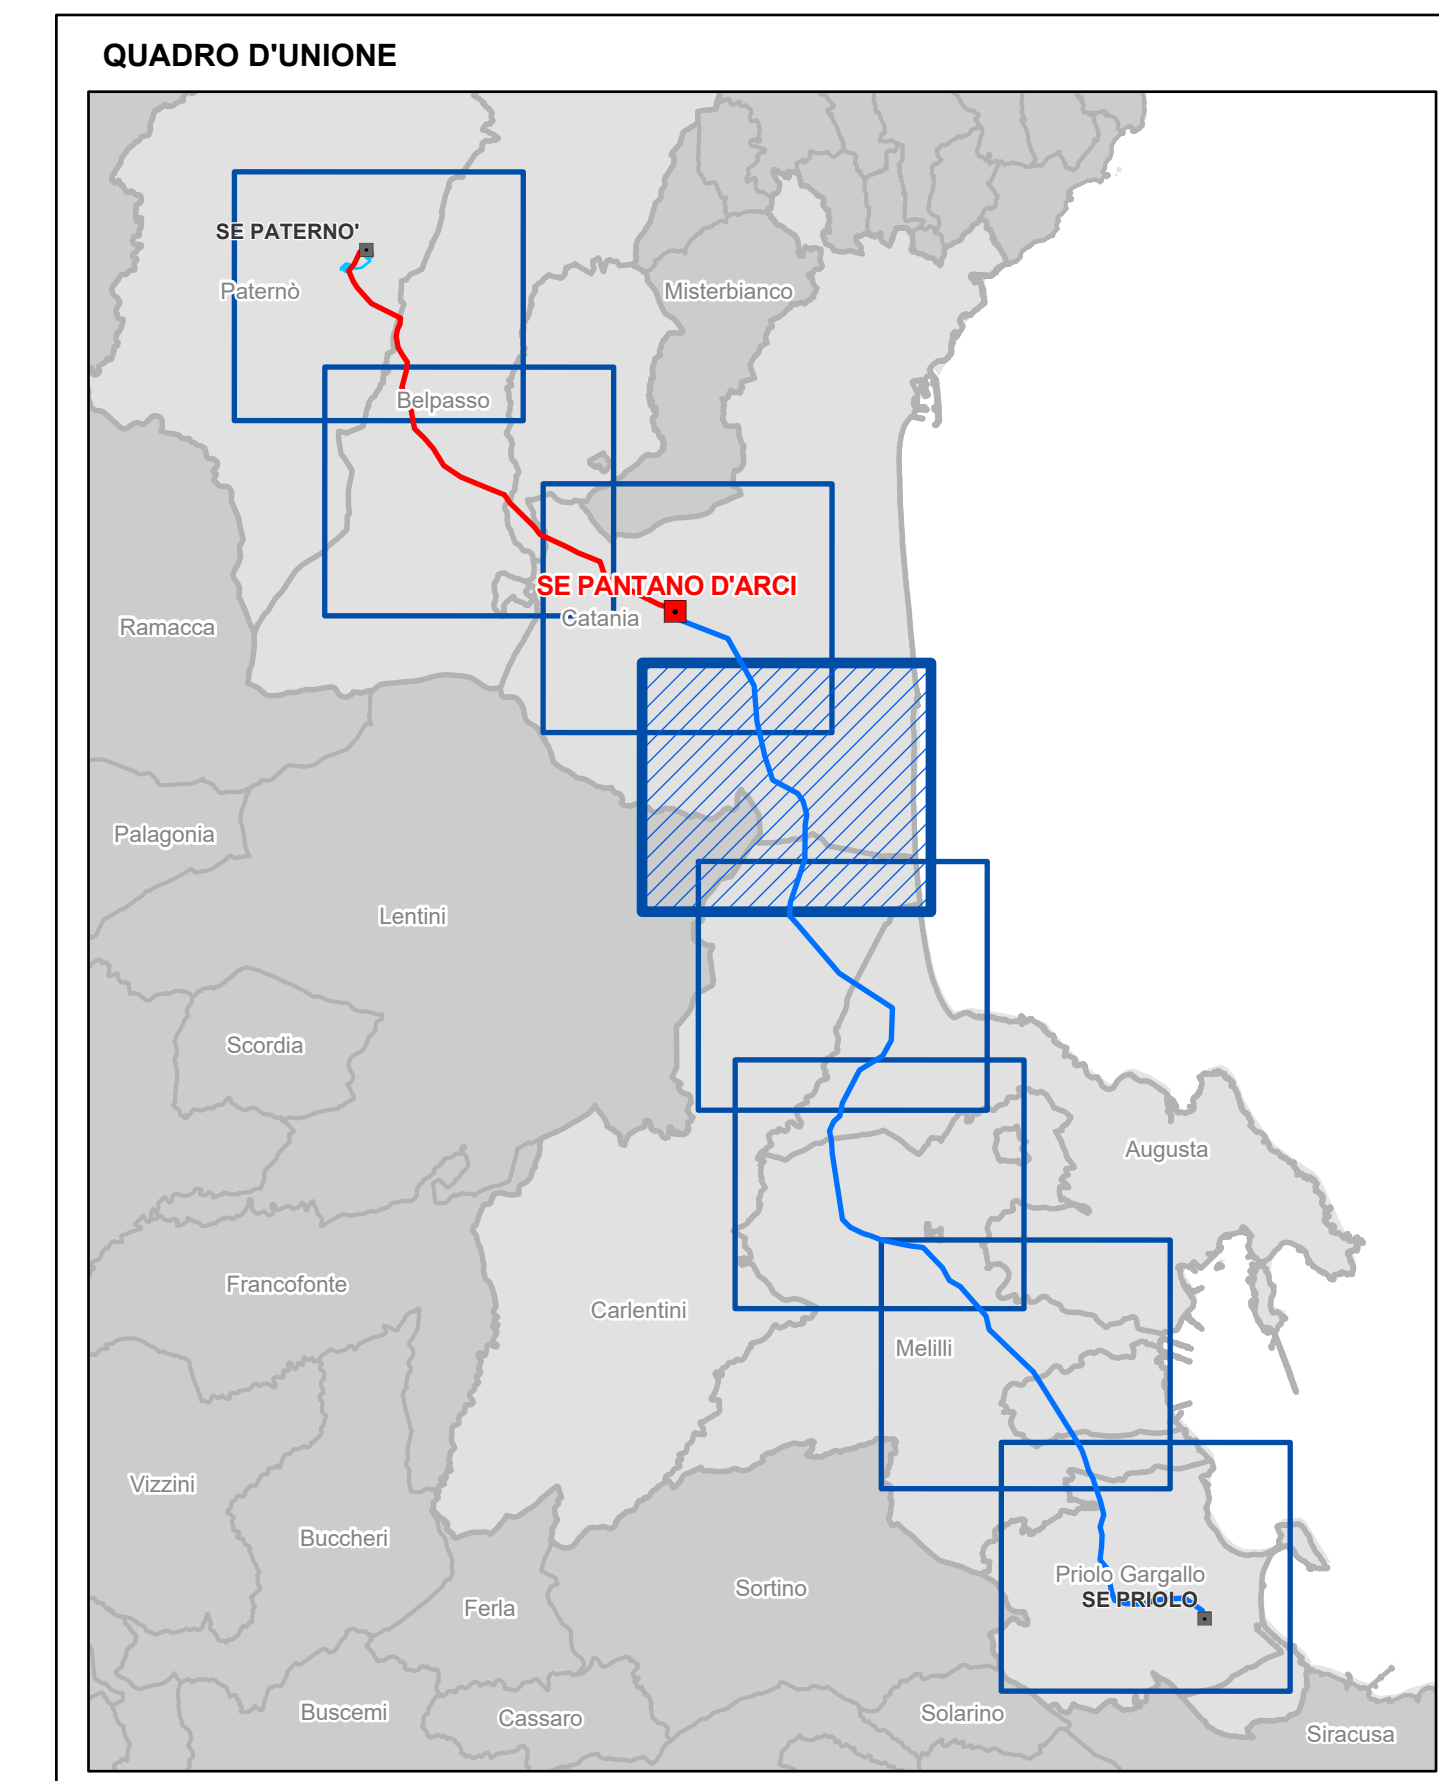 QUADRO D'UNIONE
SE PATERNO'
Paternò
Misterbianco
Belpasso
SE PANTANO D'ARCI
Catania
Ramacca
Palagonia
Lentini
Scordia
Augusta
Francofonte
Carlentini
Melilli
Vizzini
Buccheri
Priolo Gargallo
SE PRIOLO
Sortino
Ferla
Buscemi
Cassaro
Solarino
Siracusa